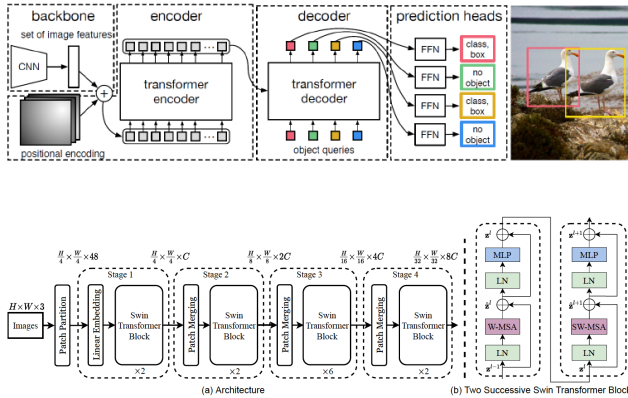 backbone
encoder
decoder
prediction heads
set of image features
CNN
positional encoding
transformer
encoder
transformer
decoder
object queries
FFN
class,
box
FFN
no
object
FFN
class,
box
FFN
no
object
H×W×3
Images
H/4 × W/4 × 48
Patch Partition
Stage 1
Linear Embedding
Swin
Transformer
Block
×2
H/4 × W/4 × C
Stage 2
Patch Merging
Swin
Transformer
Block
×2
H/8 × W/8 × 2C
Stage 3
Patch Merging
Swin
Transformer
Block
×6
H/16 × W/16 × 4C
Stage 4
Patch Merging
Swin
Transformer
Block
×2
H/32 × W/32 × 8C
(a) Architecture
z^l
MLP
LN
ẑ^l
W-MSA
LN
z^l-1
z^l+1
MLP
LN
ẑ^l+1
SW-MSA
LN
z^l
(b) Two Successive Swin Transformer Block